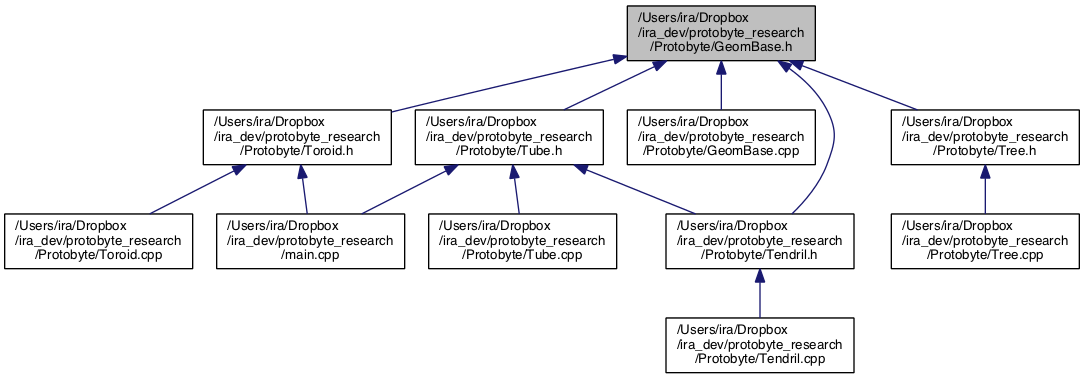 /Users/ira/Dropbox
/ira_dev/protobyte_research
/Protobyte/GeomBase.h
/Users/ira/Dropbox
/ira_dev/protobyte_research
/Protobyte/Toroid.h
/Users/ira/Dropbox
/ira_dev/protobyte_research
/Protobyte/Tube.h
/Users/ira/Dropbox
/ira_dev/protobyte_research
/Protobyte/GeomBase.cpp
/Users/ira/Dropbox
/ira_dev/protobyte_research
/Protobyte/Tree.h
/Users/ira/Dropbox
/ira_dev/protobyte_research
/Protobyte/Toroid.cpp
/Users/ira/Dropbox
/ira_dev/protobyte_research
/main.cpp
/Users/ira/Dropbox
/ira_dev/protobyte_research
/Protobyte/Tube.cpp
/Users/ira/Dropbox
/ira_dev/protobyte_research
/Protobyte/Tendril.h
/Users/ira/Dropbox
/ira_dev/protobyte_research
/Protobyte/Tree.cpp
/Users/ira/Dropbox
/ira_dev/protobyte_research
/Protobyte/Tendril.cpp